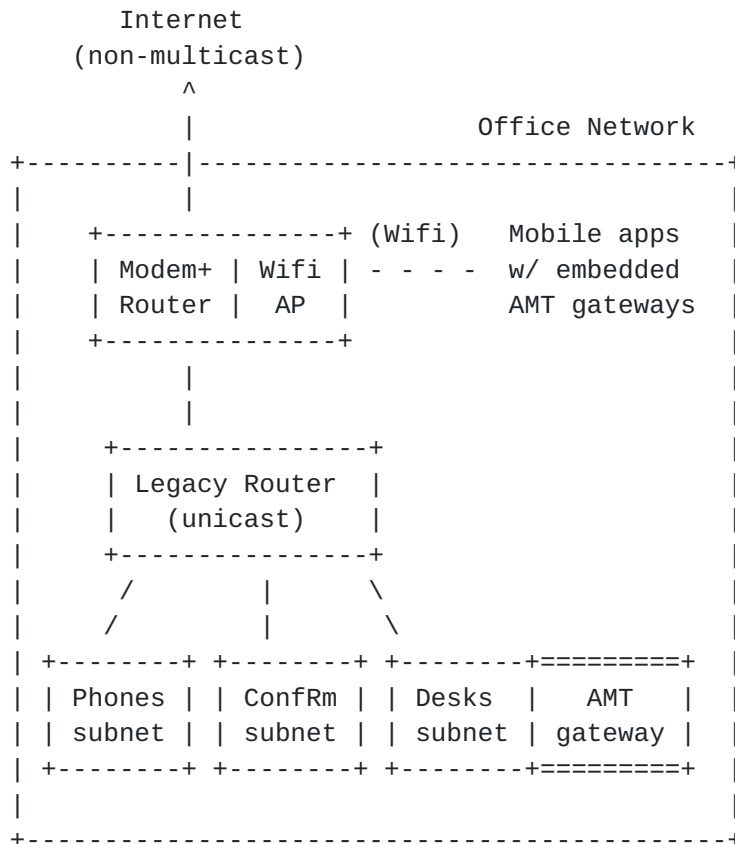 Internet
(non-multicast)
^
|                  Office Network
+----------|---------------------------------+
|          |                                 |
|    +---------------+ (Wifi)   Mobile apps  |
|    | Modem+ | Wifi | - - - -  w/ embedded  |
|    | Router |  AP  |          AMT gateways |
|    +---------------+                       |
|          |                                 |
|          |                                 |
|     +----------------+                     |
|     | Legacy Router  |                     |
|     |   (unicast)    |                     |
|     +----------------+                     |
|      /        |      \                     |
|     /         |       \                    |
| +--------+ +--------+ +--------+=========+ |
| | Phones | | ConfRm | | Desks  |   AMT   | |
| | subnet | | subnet | | subnet | gateway | |
| +--------+ +--------+ +--------+=========+ |
|                                            |
+--------------------------------------------+